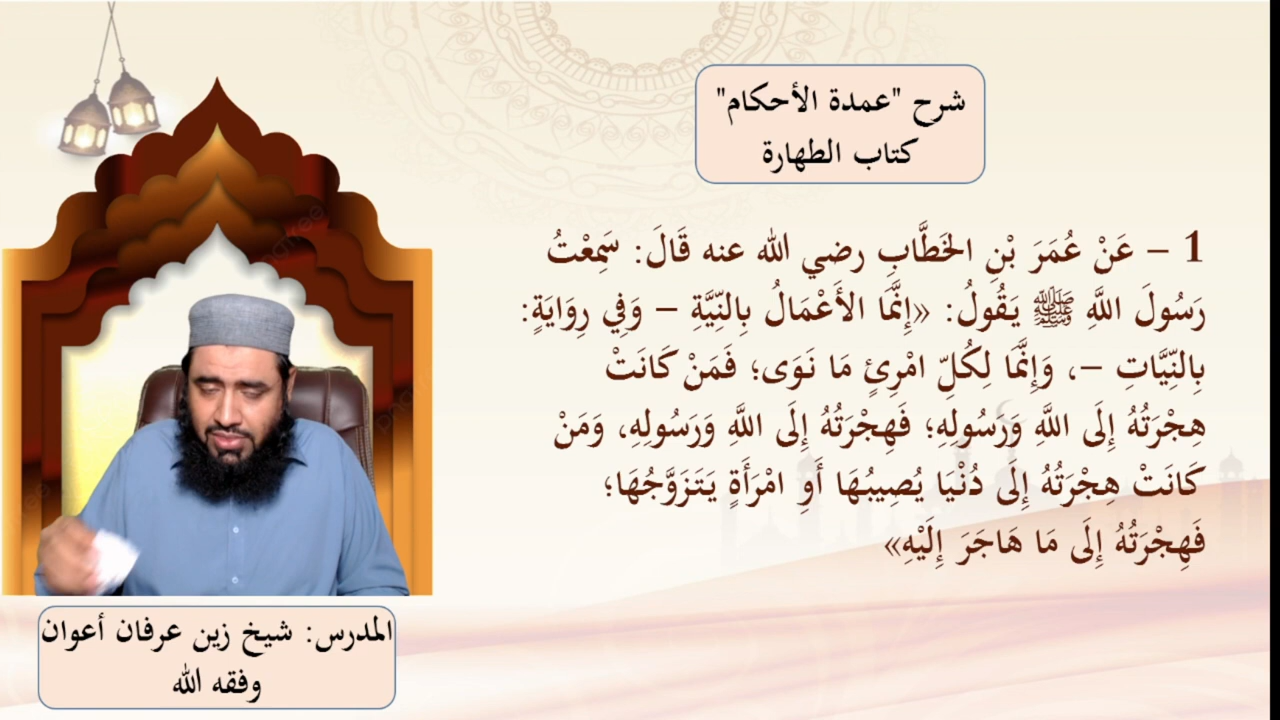 شرح "عمدة الأحكام"
كتاب الطهارة
1 – عَنْ عُمَرَ بْنِ الخَطَّابِ رضي الله عنه قَالَ: سَمِعْتُ
رَسُولَ اللَّهِ ﷺ يَقُولُ: «إِنَّمَا الأَعْمَالُ بِالنِّيَّةِ – وَفِي رِوَايَةٍ:
بِالنِّيَّاتِ –، وَإِنَّمَا لِكُلِّ امْرِئٍ مَا نَوَى؛ فَمَنْ كَانَتْ
هِجْرَتُهُ إِلَى اللَّهِ وَرَسُولِهِ؛ فَهِجْرَتُهُ إِلَى اللَّهِ وَرَسُولِهِ، وَمَنْ
كَانَتْ هِجْرَتُهُ إِلَى دُنْيَا يُصِيبُهَا أَوِ امْرَأَةٍ يَتَزَوَّجُهَا؛
فَهِجْرَتُهُ إِلَى مَا هَاجَرَ إِلَيْهِ»
المدرس: شيخ زين عرفان أعوان
وفقه الله